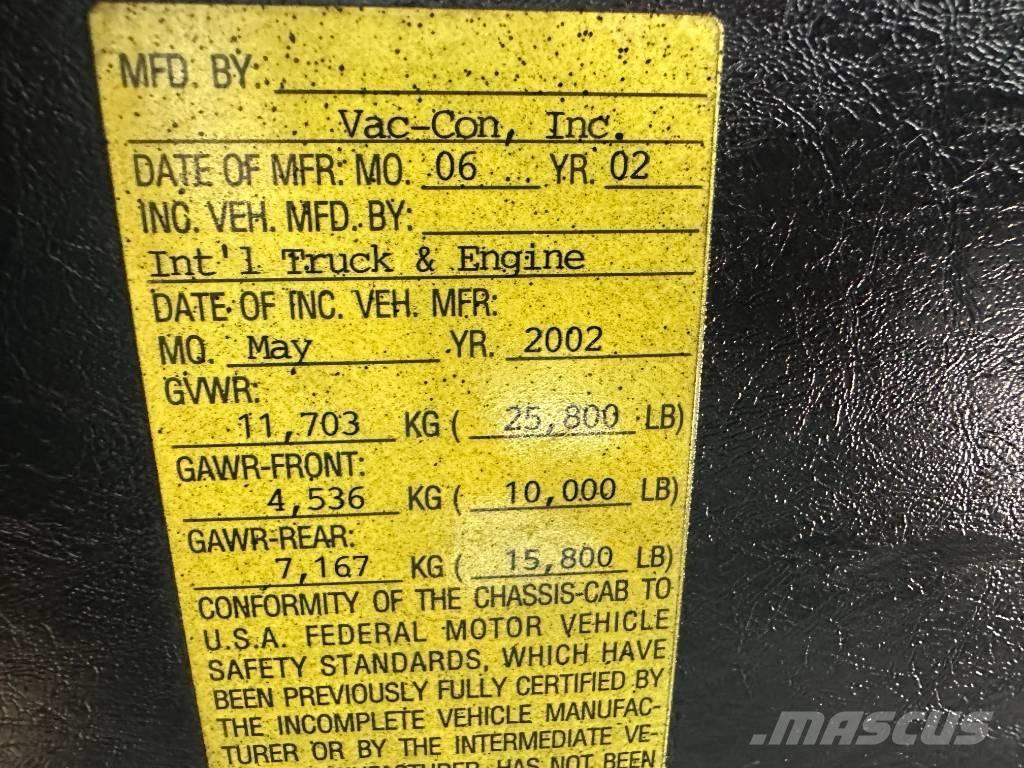 MFD. BY:
Vac-Con, Inc.
DATE OF MFR: MO. 06 YR. 02
INC. VEH. MFD. BY:
Int'l Truck & Engine
DATE OF INC. VEH. MFR:
MO. May YR. 2002
GVWR:
11,703 KG ( 25,800 LB)
GAWR-FRONT:
4,536 KG ( 10,000 LB)
GAWR-REAR:
7,167 KG ( 15,800 LB)
CONFORMITY OF THE CHASSIS-CAB TO
U.S.A. FEDERAL MOTOR VEHICLE
SAFETY STANDARDS, WHICH HAVE
BEEN PREVIOUSLY FULLY CERTIFIED BY
THE INCOMPLETE VEHICLE MANUFAC-
TURER OR BY THE INTERMEDIATE VE-
HAS NOT BEEN
MASCUS